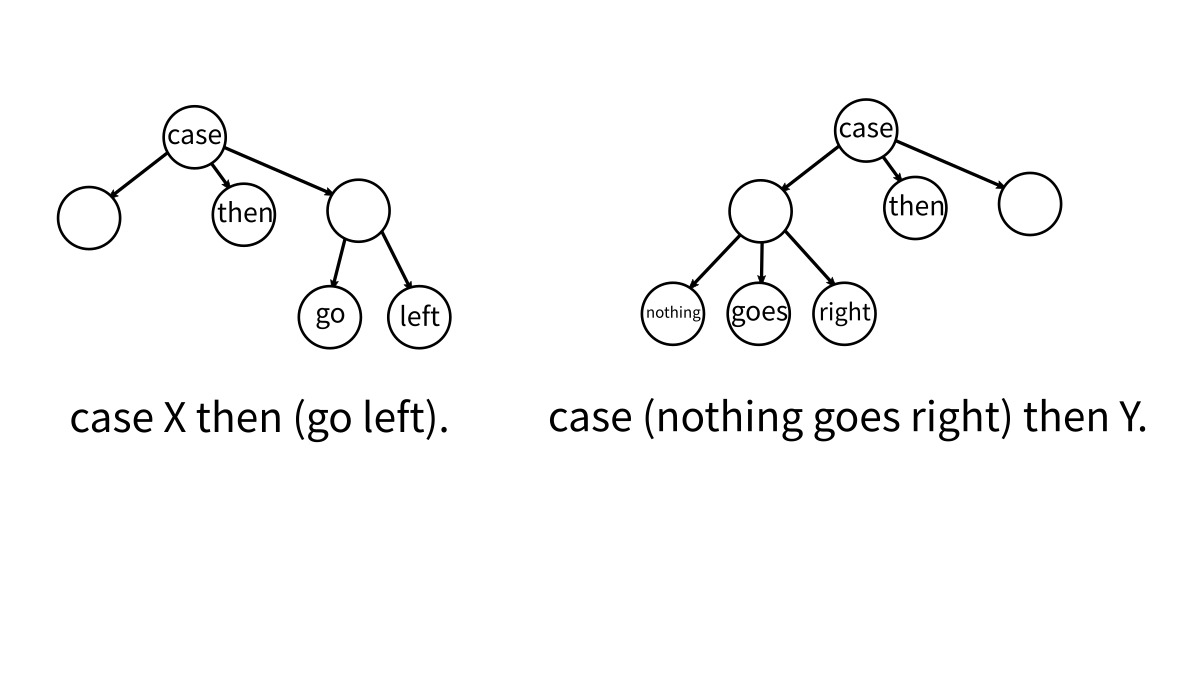 case
then
go
left
case X then (go left).
case
then
nothing
goes
right
case (nothing goes right) then Y.